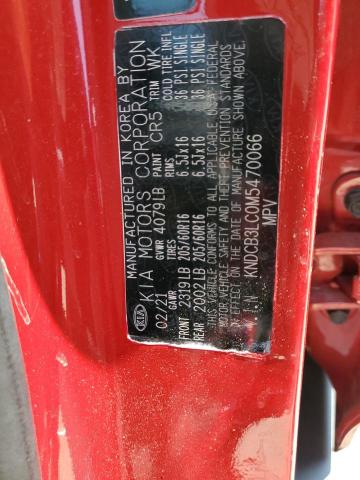 KIA MANUFACTURED IN KOREA BY
KIA MOTORS CORPORATION
02/21 GVWR 4079LB PAINT CR5 TRIM WK
GAWR TIRES RIMS COLD TIRE INFL
FRONT 2319LB 205/60R16 6.5JX16 36 PSI SINGLE
REAR 2002LB 205/60R16 6.5JX16 36 PSI SINGLE
THIS VEHICLE CONFORMS TO ALL APPLICABLE FEDERAL
MOTOR VEHICLE SAFETY STANDARDS
IN EFFECT ON THE DATE OF MANUFACTURE SHOWN ABOVE.
KNDCB3LC0M5470066
MPV